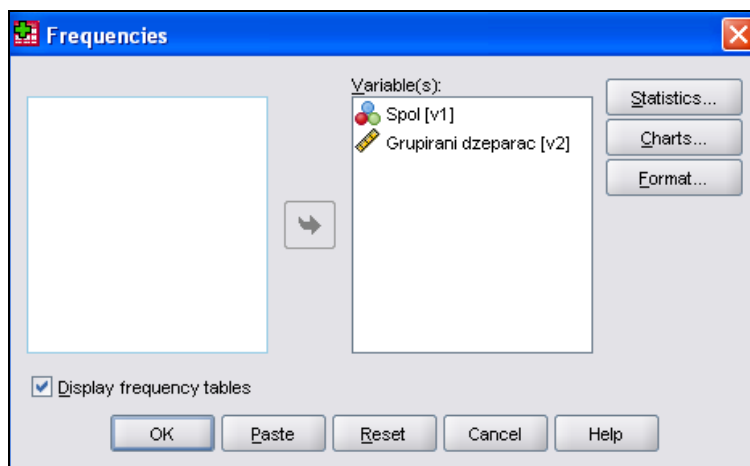 Frequencies
Variable(s):
Spol [v1]
Grupirani dzeparac [v2]
Statistics...
Charts...
Format...
Display frequency tables
OK
Paste
Reset
Cancel
Help